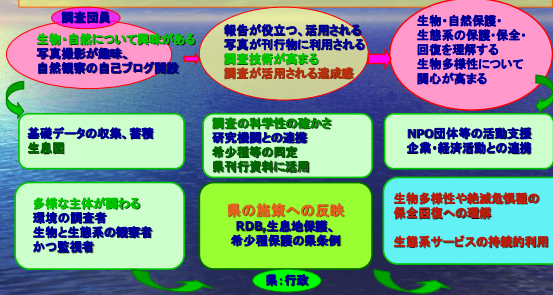 調査団員
生物・自然について興味がある
写真撮影が趣味、
自然観察の自己ブログ開設
報告が役立つ、活用される
写真が刊行物に利用される
調査技術が高まる
調査が活用される達成感
生物・自然保護・
生態系の保護・保全・
回復を理解する
生物多様性について
関心が高まる
基礎データの収集、蓄積
生息圏
調査の科学性の確かさ
研究機関との連携
希少種等の同定
県刊行資料に活用
NPO団体等の活動支援
企業・経済活動との連携
多様な主体が関わる
環境の調査者
生物と生態系の観察者
かつ監視者
県の施策への反映
RDB,生息地保護、
希少種保護の県条例
生物多様性や絶滅危惧種の
保全回復への理解
生態系サービスの持続的利用
県：行政